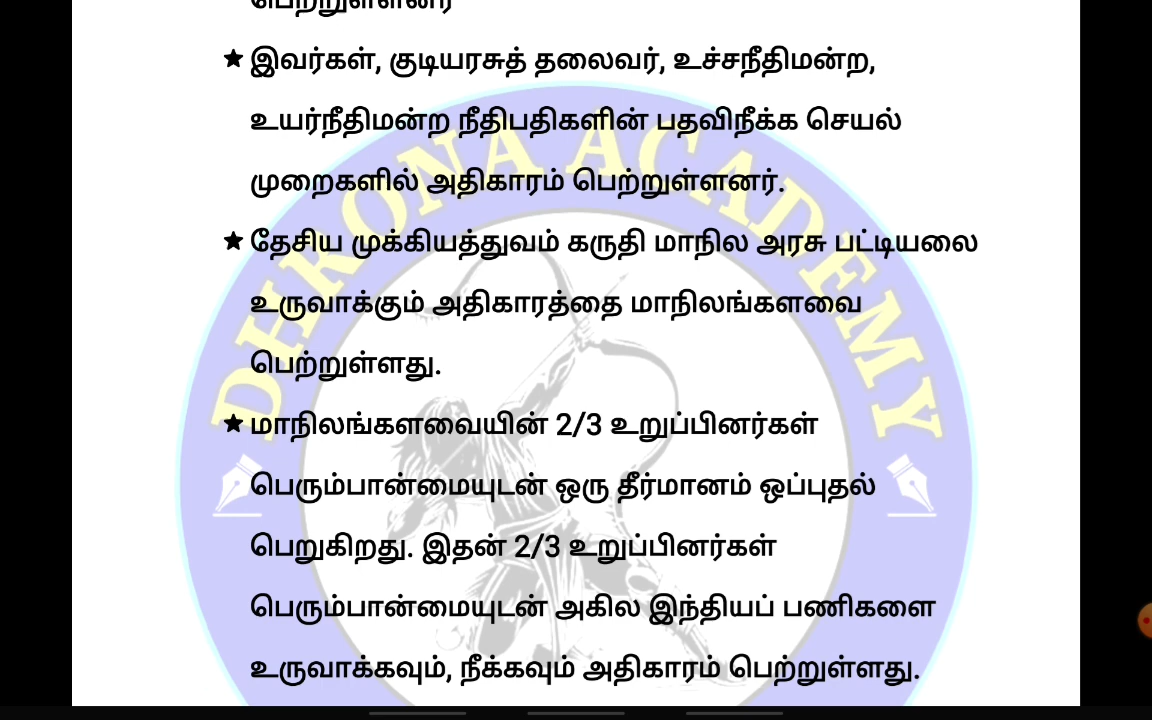 பெற்றுள்ளனர்
★ இவர்கள், குடியரசுத் தலைவர், உச்சநீதிமன்ற,
உயர்நீதிமன்ற நீதிபதிகளின் பதவிநீக்க செயல்
முறைகளில் அதிகாரம் பெற்றுள்ளனர்.
★ தேசிய முக்கியத்துவம் கருதி மாநில அரசு பட்டியலை
உருவாக்கும் அதிகாரத்தை மாநிலங்களவை
பெற்றுள்ளது.
★ மாநிலங்களவையின் 2/3 உறுப்பினர்கள்
பெரும்பான்மையுடன் ஒரு தீர்மானம் ஒப்புதல்
பெறுகிறது. இதன் 2/3 உறுப்பினர்கள்
பெரும்பான்மையுடன் அகில இந்தியப் பணிகளை
உருவாக்கவும், நீக்கவும் அதிகாரம் பெற்றுள்ளது.
DHRONA ACADEMY